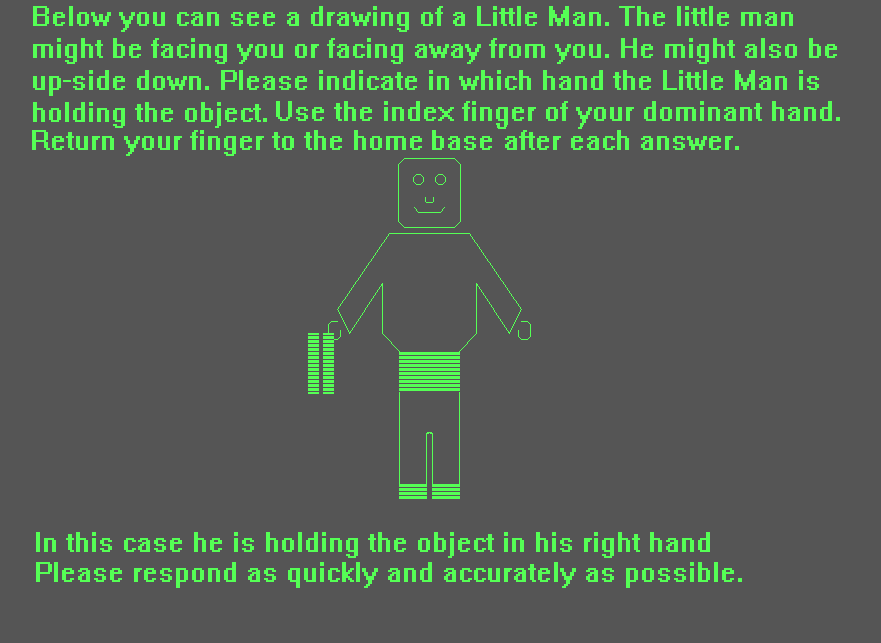 Below you can see a drawing of a Little Man. The little man
might be facing you or facing away from you. He might also be
up-side down. Please indicate in which hand the Little Man is
holding the object. Use the index finger of your dominant hand.
Return your finger to the home base after each answer.
In this case he is holding the object in his right hand
Please respond as quickly and accurately as possible.